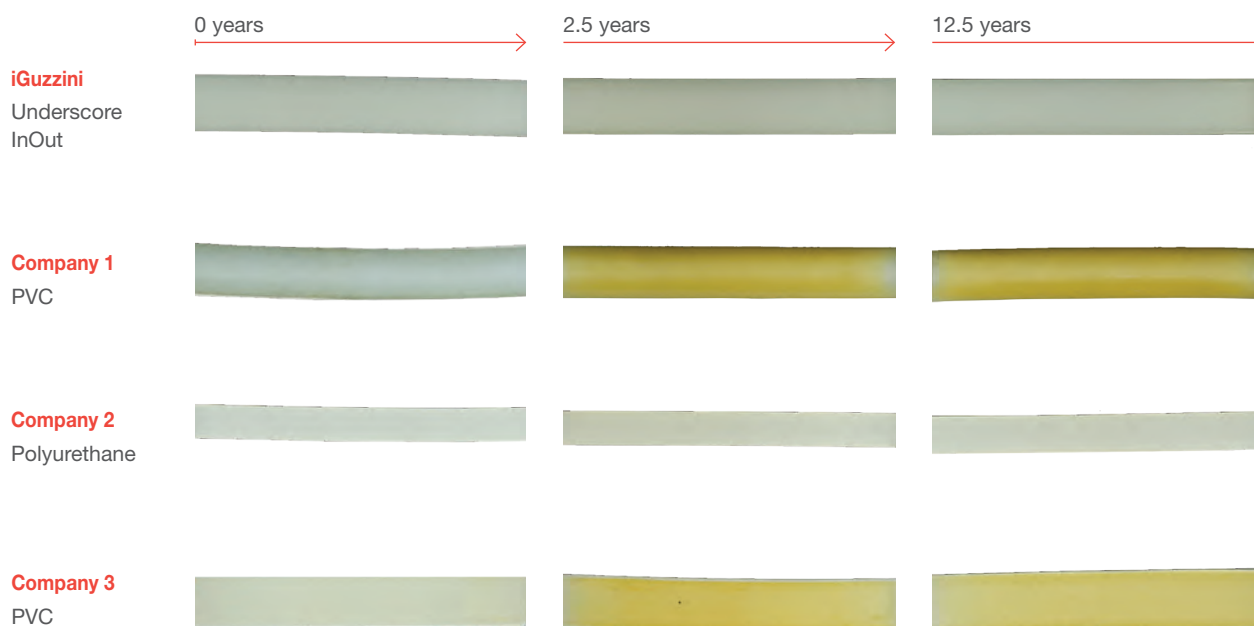 0 years
2.5 years
12.5 years
iGuzzini
Underscore
InOut
Company 1
PVC
Company 2
Polyurethane
Company 3
PVC